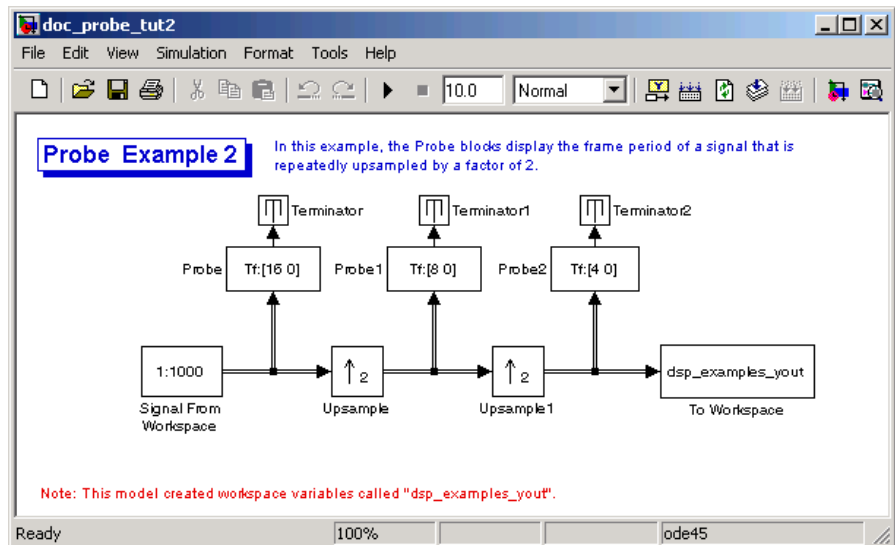 doc_probe_tut2
File Edit View Simulation Format Tools Help
10.0 Normal
Probe Example 2
In this example, the Probe blocks display the frame period of a signal that is
repeatedly upsampled by a factor of 2.
Terminator Terminator1 Terminator2
Probe Tf:[16 0] Probe1 Tf:[8 0] Probe2 Tf:[4 0]
1:1000 ↑2 ↑2 dsp_examples_yout
Signal From
Workspace
Upsample Upsample1 To Workspace
Note: This model created workspace variables called "dsp_examples_yout".
Ready 100% ode45